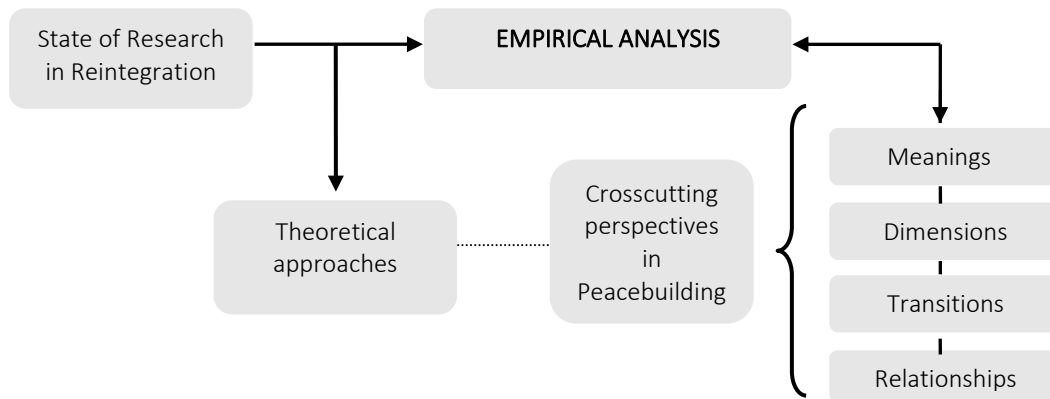 State of Research
in Reintegration
EMPIRICAL ANALYSIS
Theoretical
approaches
Crosscutting
perspectives
in
Peacebuilding
Meanings
Dimensions
Transitions
Relationships